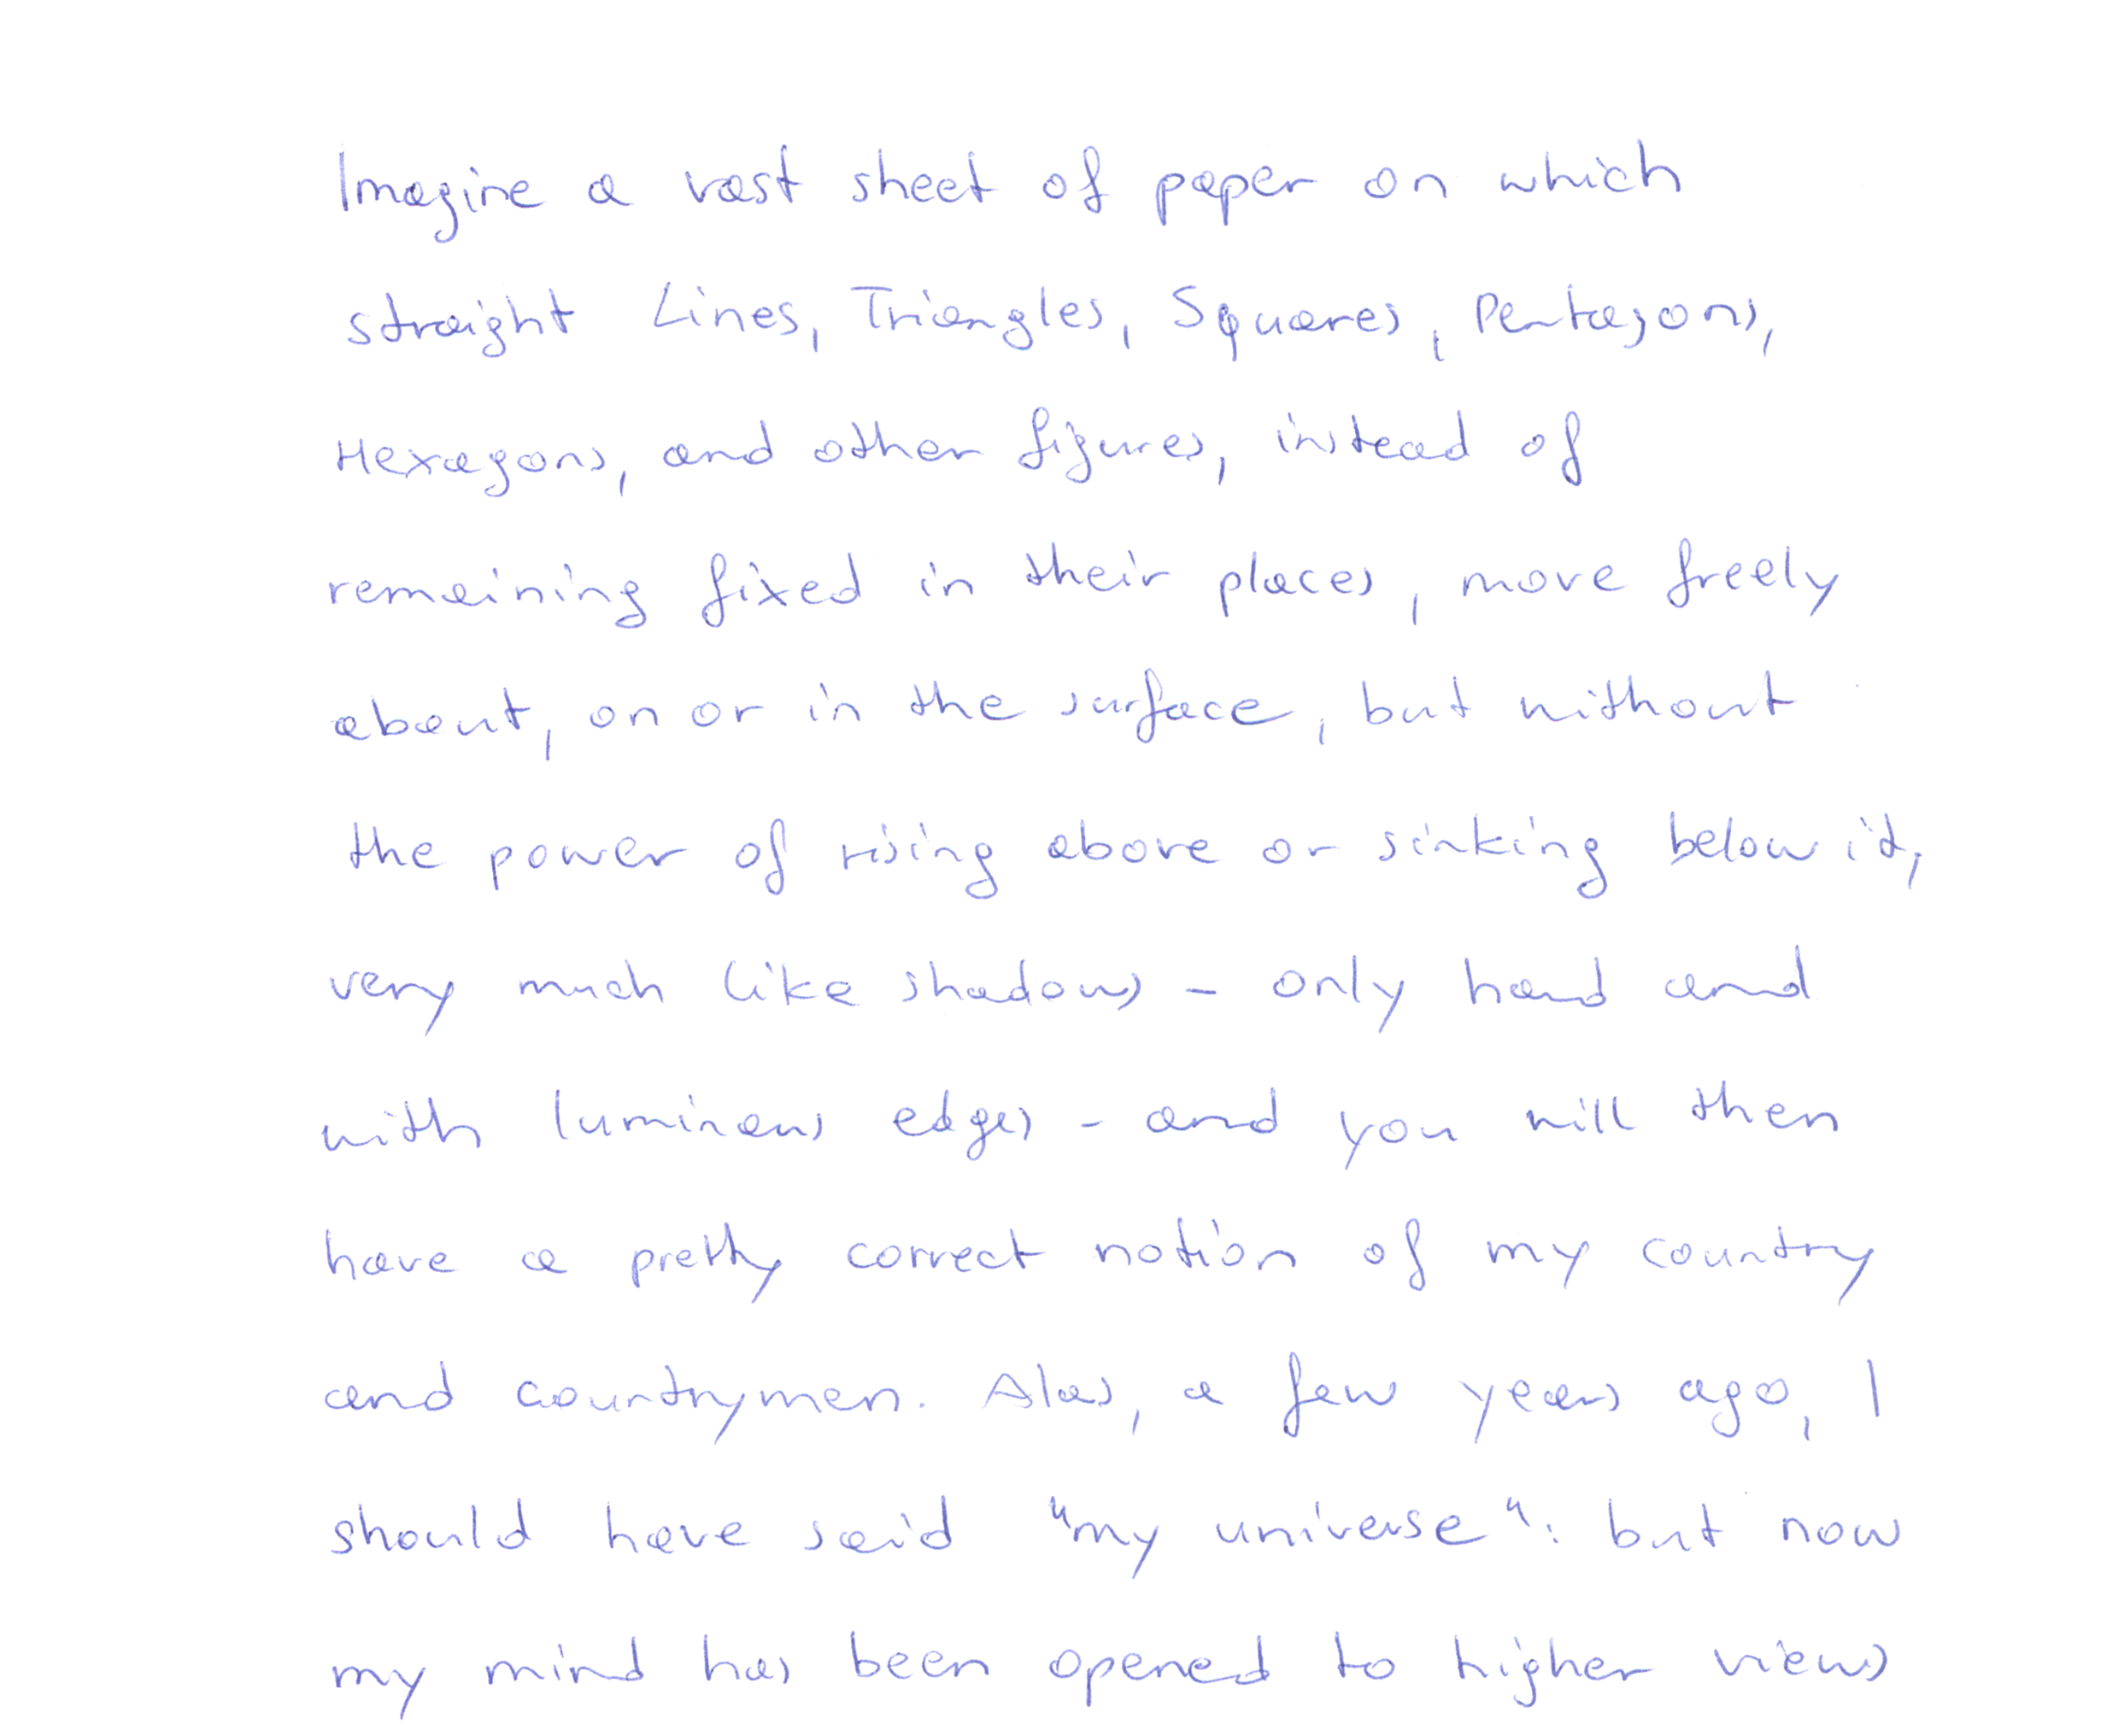 Imagine a vast sheet of paper on which
straight Lines, Triangles, Squares, Pentagons,
Hexagons, and other figures, instead of
remaining fixed in their places, move freely
about, on or in the surface, but without
the power of rising above or sinking below it,
very much like shadows - only hard and
with luminous edges - and you will then
have a pretty correct notion of my country
and countrymen. Alas, a few years ago, I
should have said "my universe": but now
my mind has been opened to higher views